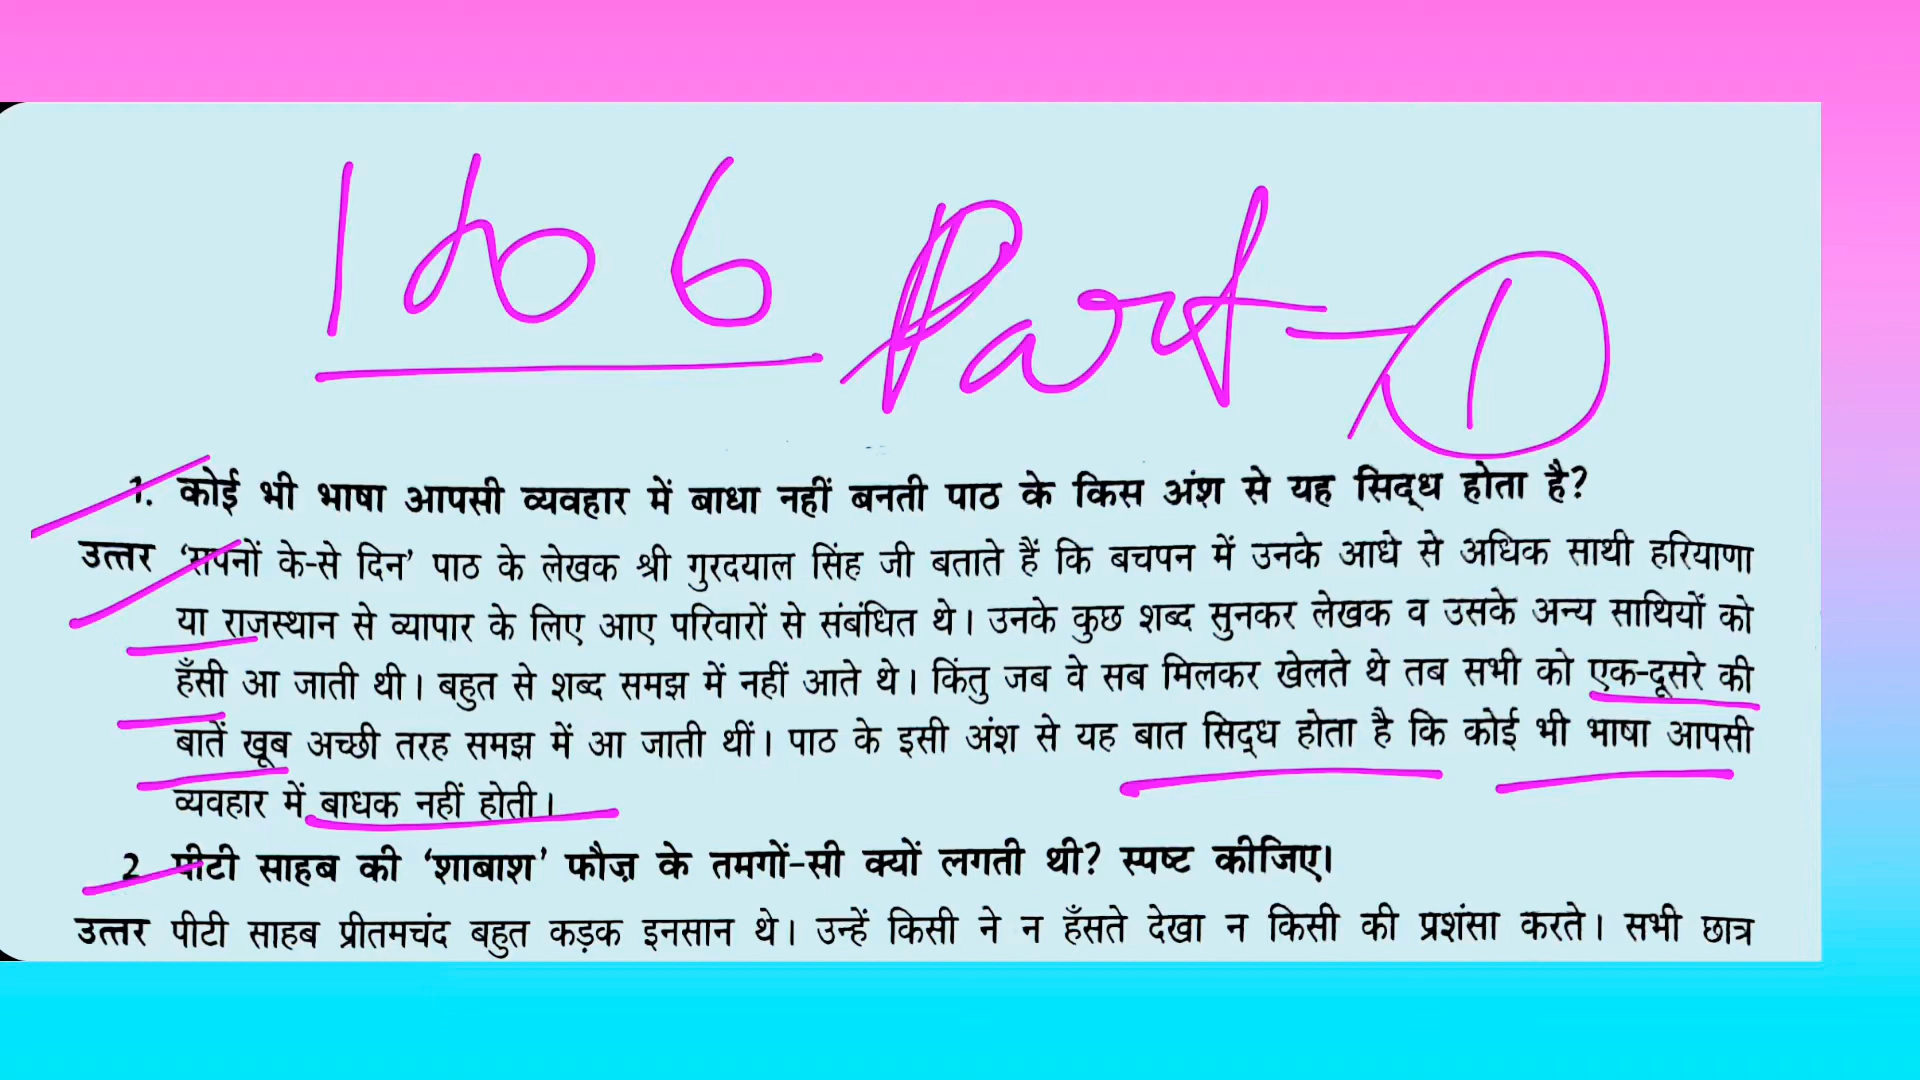 1 to 6 Part - 1
1. कोई भी भाषा आपसी व्यवहार में बाधा नहीं बनती पाठ के किस अंश से यह सिद्ध होता है?
उत्तर 'सपनों के-से दिन' पाठ के लेखक श्री गुरदयाल सिंह जी बताते हैं कि बचपन में उनके आधे से अधिक साथी हरियाणा
या राजस्थान से व्यापार के लिए आए परिवारों से संबंधित थे। उनके कुछ शब्द सुनकर लेखक व उसके अन्य साथियों को
हँसी आ जाती थी। बहुत से शब्द समझ में नहीं आते थे। किंतु जब वे सब मिलकर खेलते थे तब सभी को एक-दूसरे की
बातें खूब अच्छी तरह समझ में आ जाती थीं। पाठ के इसी अंश से यह बात सिद्ध होता है कि कोई भी भाषा आपसी
व्यवहार में बाधक नहीं होती।
2 पीटी साहब की 'शाबाश' फौज़ के तमगों-सी क्यों लगती थी? स्पष्ट कीजिए।
उत्तर पीटी साहब प्रीतमचंद बहुत कड़क इनसान थे। उन्हें किसी ने न हँसते देखा न किसी की प्रशंसा करते। सभी छात्र